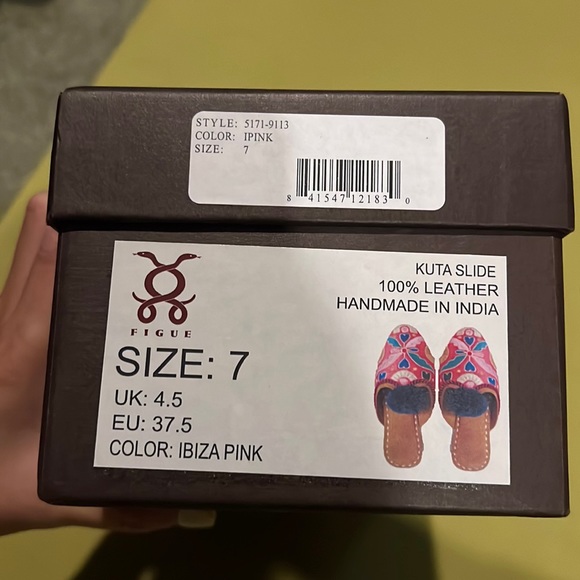 STYLE: 5171-9113
COLOR: IPINK
SIZE: 7
8 41547 12183 0
FIGUE
KUTA SLIDE
100% LEATHER
HANDMADE IN INDIA
SIZE: 7
UK: 4.5
EU: 37.5
COLOR: IBIZA PINK